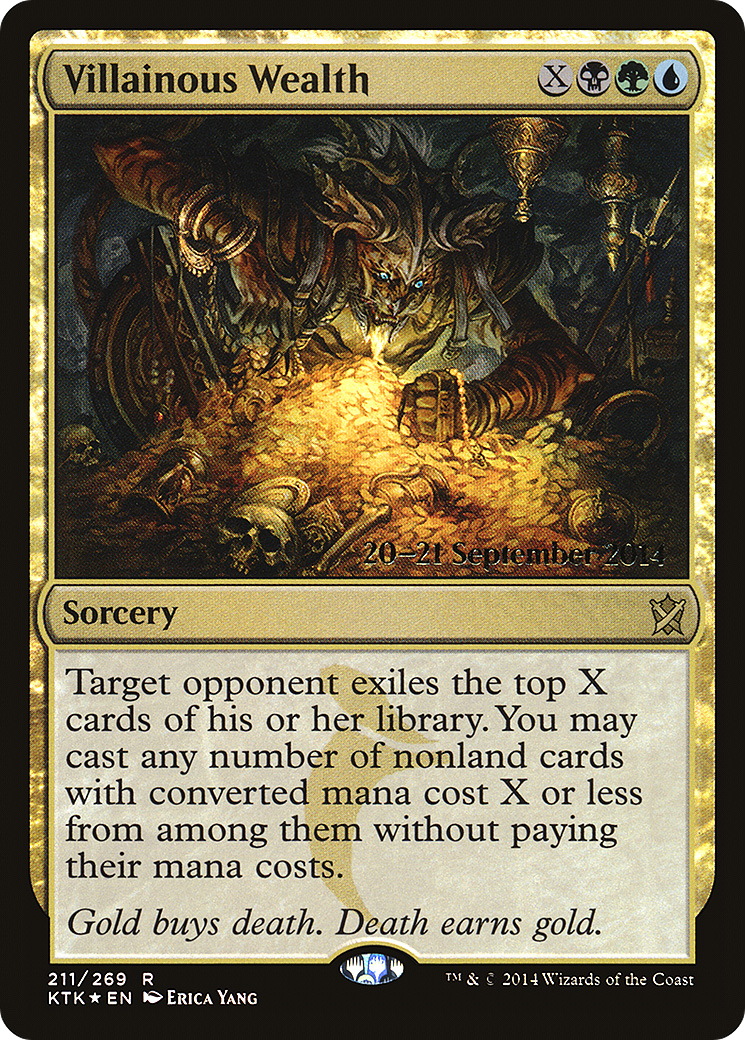 Villainous Wealth X
20–21 September 2014
Sorcery
Target opponent exiles the top X
cards of his or her library. You may
cast any number of nonland cards
with converted mana cost X or less
from among them without paying
their mana costs.
Gold buys death. Death earns gold.
211/269 R
KTK★EN Erica Yang
™ & © 2014 Wizards of the Coast